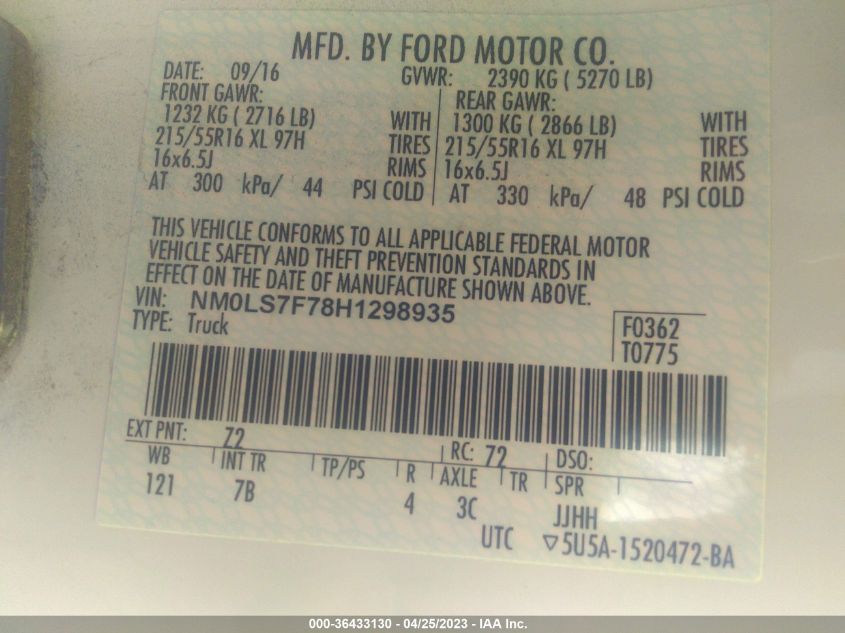 MFD. BY FORD MOTOR CO.
DATE: 09/16 GVWR: 2390 KG ( 5270 LB)
FRONT GAWR: REAR GAWR:
1232 KG ( 2716 LB) WITH 1300 KG ( 2866 LB) WITH
215/55R16 XL 97H TIRES 215/55R16 XL 97H TIRES
16x6.5J RIMS 16x6.5J RIMS
AT 300 kPa/ 44 PSI COLD AT 330 kPa/ 48 PSI COLD
THIS VEHICLE CONFORMS TO ALL APPLICABLE FEDERAL MOTOR
VEHICLE SAFETY AND THEFT PREVENTION STANDARDS IN
EFFECT ON THE DATE OF MANUFACTURE SHOWN ABOVE.
VIN: NM0LS7F78H1298935
TYPE: Truck
F0362
T0775
EXT PNT: 7Z RC: 72 DSO:
WB INT TR TP/PS R AXLE TR SPR
121 7B 4 3C JJHH
UTC ▽5U5A-1520472-BA
000-36433130 - 04/25/2023 - IAA Inc.